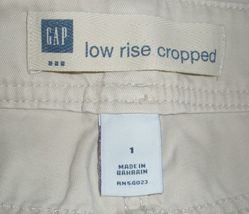 GAP
low rise cropped
1
MADE IN
BAHRAIN
RN54023